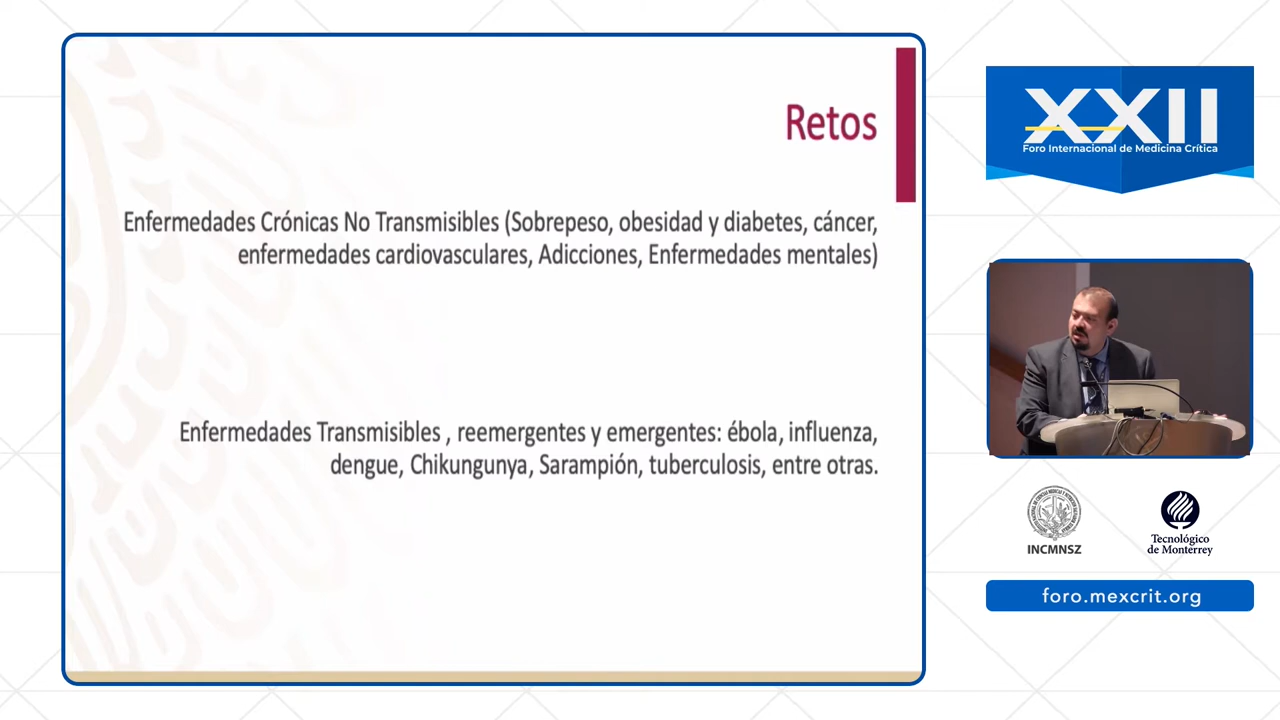 Retos
Enfermedades Crónicas No Transmisibles (Sobrepeso, obesidad y diabetes, cáncer,
enfermedades cardiovasculares, Adicciones, Enfermedades mentales)
Enfermedades Transmisibles , reemergentes y emergentes: ébola, influenza,
dengue, Chikungunya, Sarampión, tuberculosis, entre otras.
XXII
Foro Internacional de Medicina Crítica
INCMNSZ
Tecnológico
de Monterrey
foro.mexcrit.org